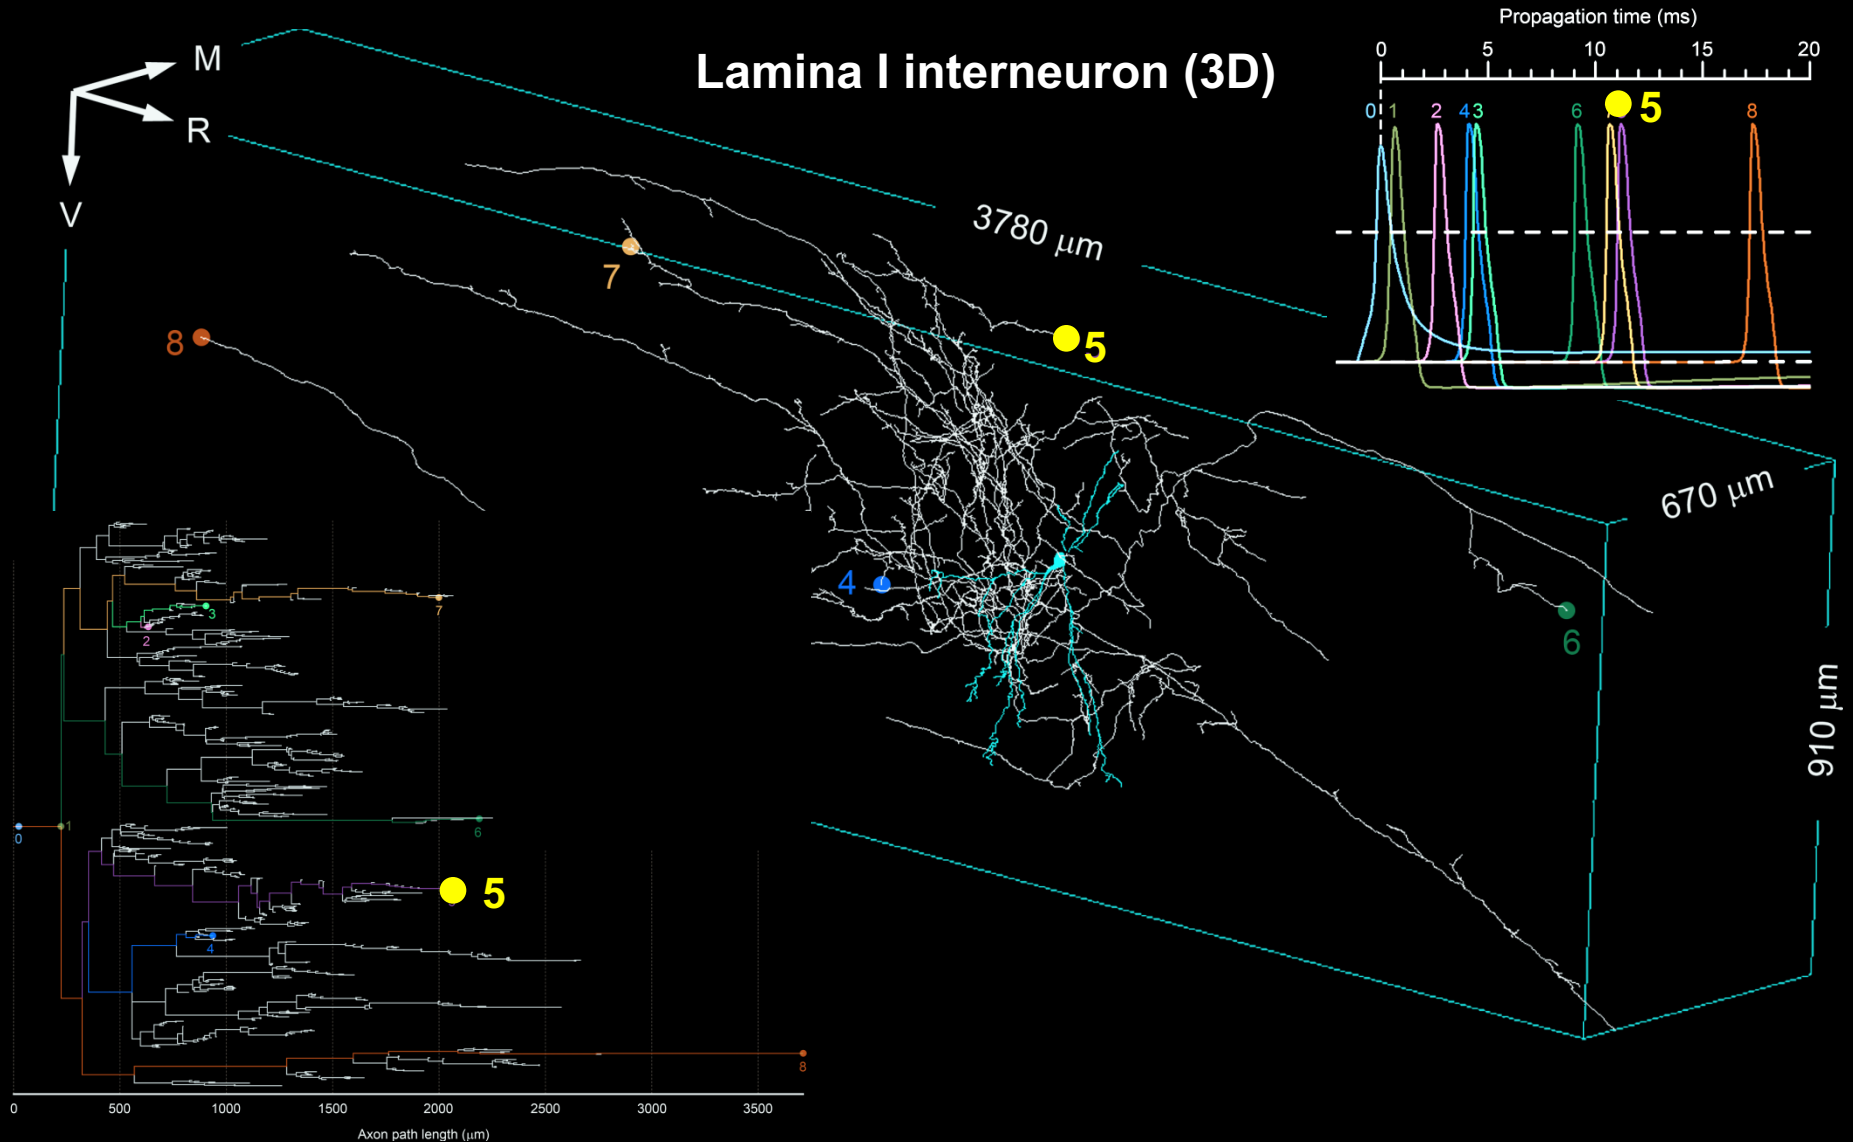 Propagation time (ms)
0 5 10 15 20
Lamina I interneuron (3D)
M
R
V
0 1 2 4 3 6 5 8
3780 μm
7
8
5
670 μm
4
6
910 μm
7
3
2
0
1
6
5
4
8
0 500 1000 1500 2000 2500 3000 3500
Axon path length (μm)